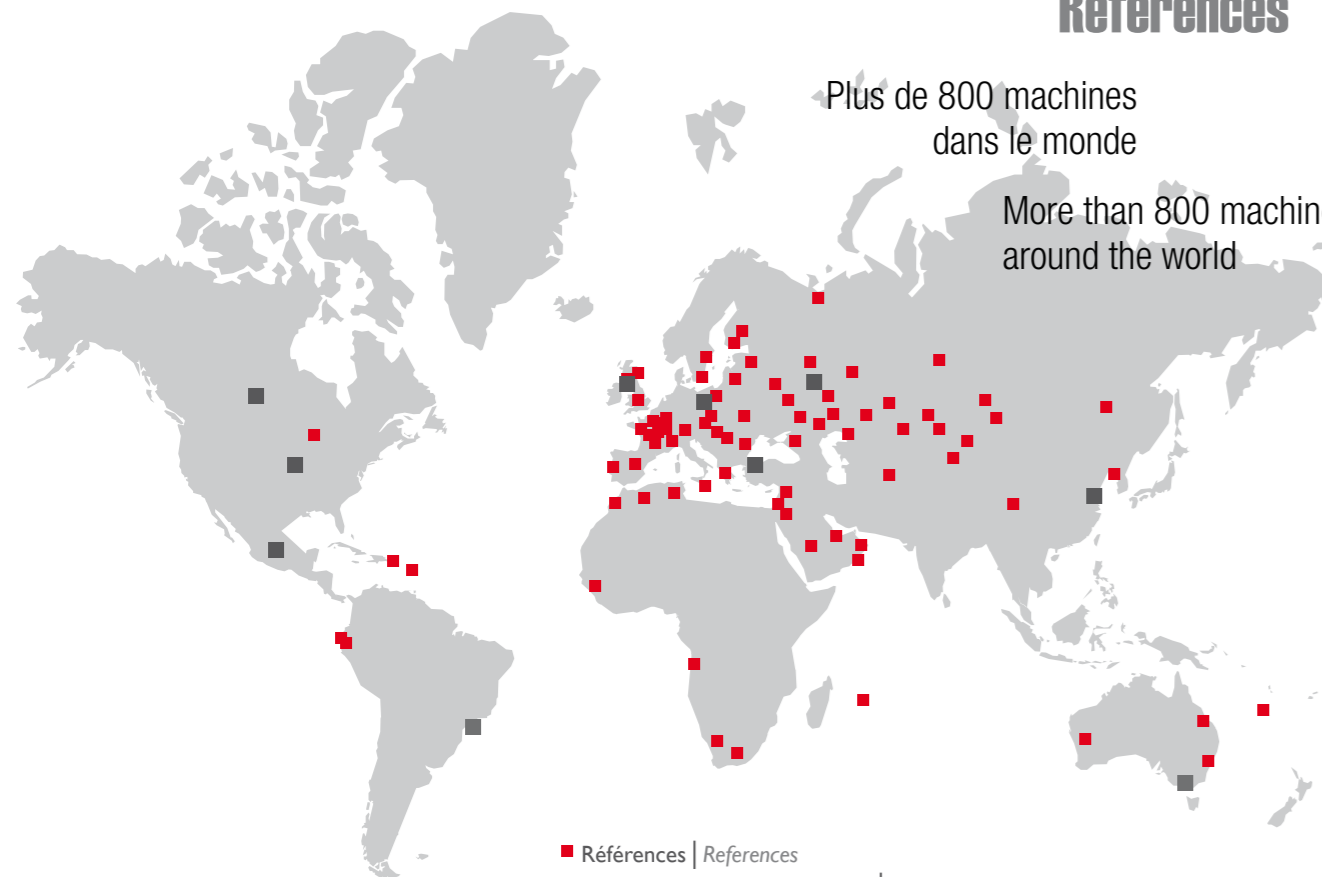 References
Plus de 800 machines
dans le monde
More than 800 machin
around the world
Références | References